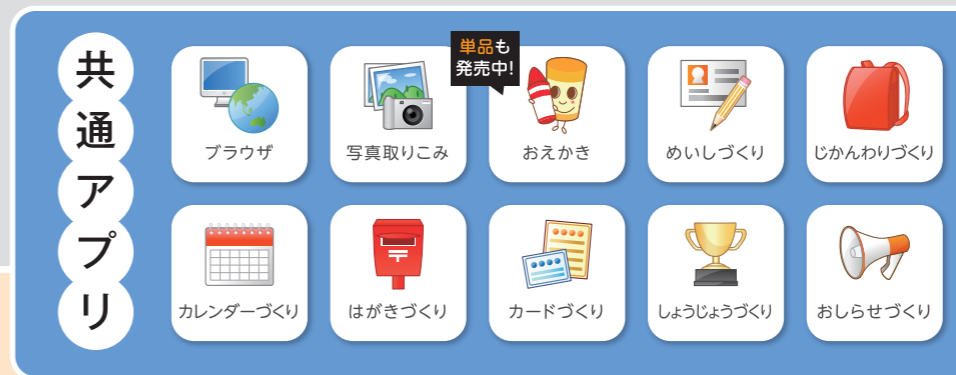 共通アプリ
単品も
発売中!
ブラウザ
写真取りこみ
おえかき
めいしづくり
じかんわりづくり
カレンダーづくり
はがきづくり
カードづくり
しょうじょうづくり
おしらせづくり